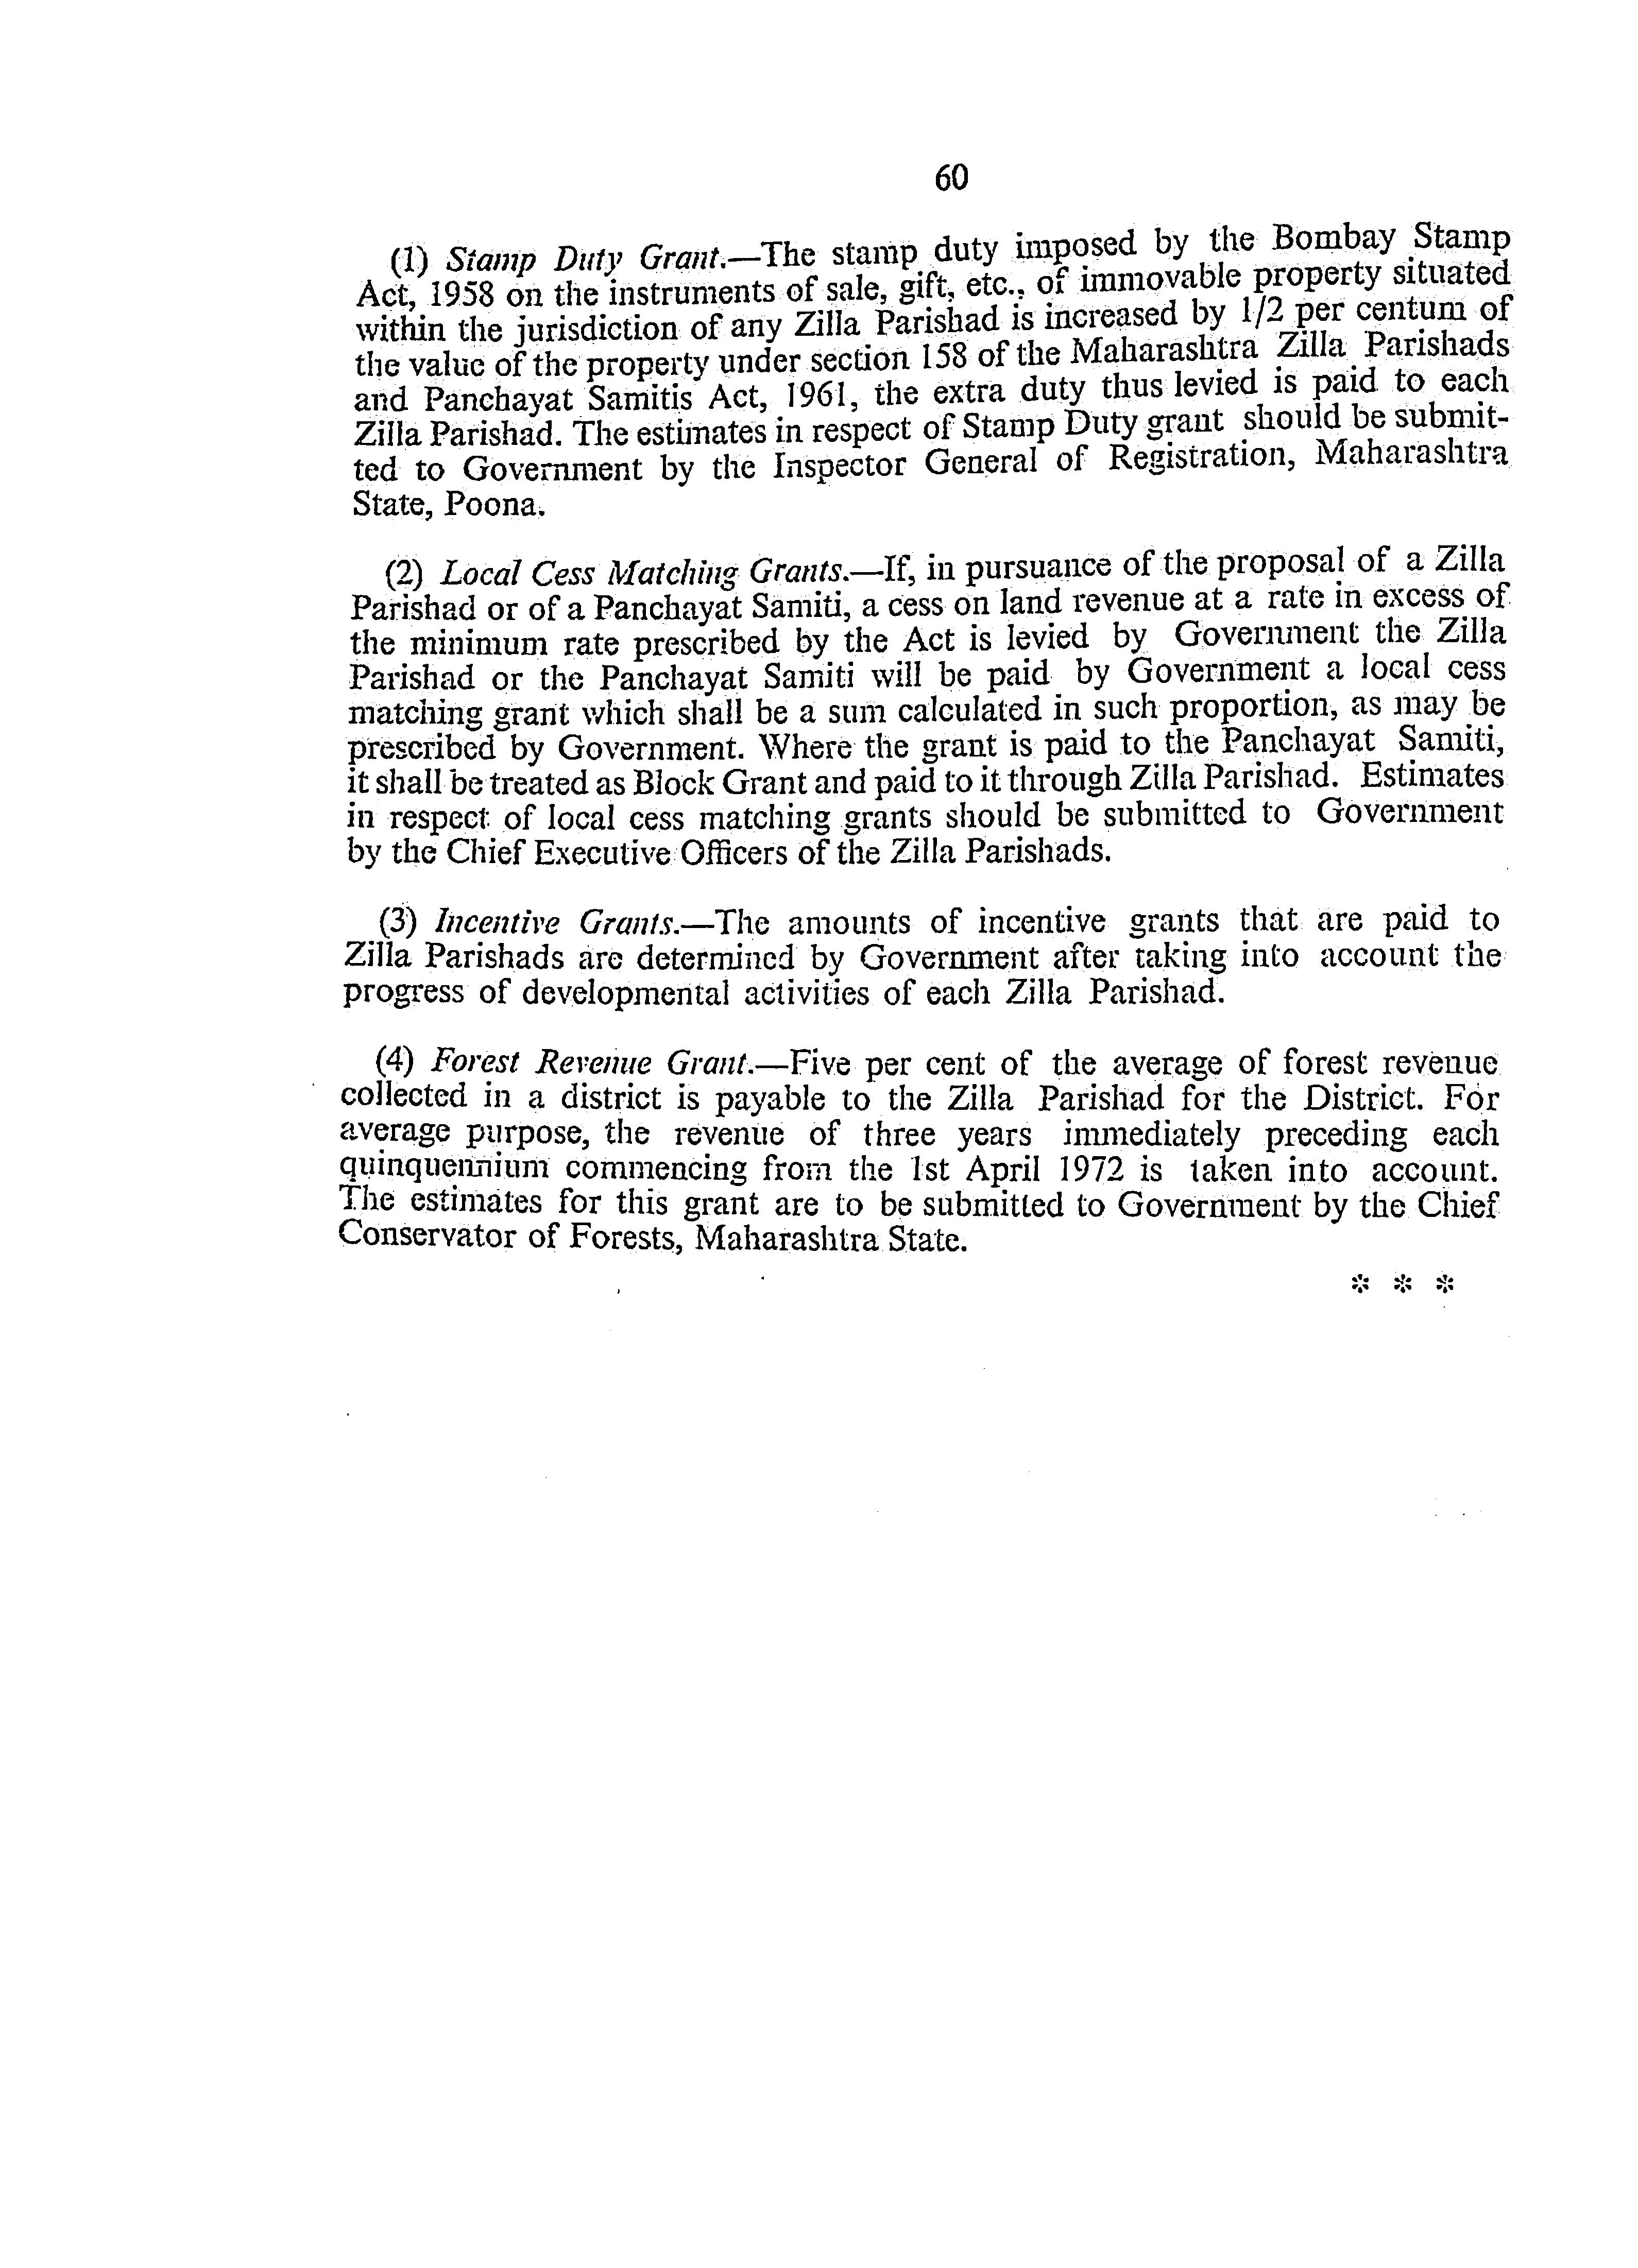 60
(1) Stamp Duty Grant.—The stamp duty imposed by the Bombay Stamp
Act, 1958 on the instruments of sale, gift, etc., of immovable property situated
within the jurisdiction of any Zilla Parishad is increased by 1/2 per centum of
the value of the property under section 158 of the Maharashtra Zilla Parishads
and Panchayat Samitis Act, 1961, the extra duty thus levied is paid to each
Zilla Parishad. The estimates in respect of Stamp Duty grant should be submit-
ted to Government by the Inspector General of Registration, Maharashtra
State, Poona.
(2) Local Cess Matching Grants.—If, in pursuance of the proposal of a Zilla
Parishad or of a Panchayat Samiti, a cess on land revenue at a rate in excess of
the minimum rate prescribed by the Act is levied by Government the Zilla
Parishad or the Panchayat Samiti will be paid by Government a local cess
matching grant which shall be a sum calculated in such proportion, as may be
prescribed by Government. Where the grant is paid to the Panchayat Samiti,
it shall be treated as Block Grant and paid to it through Zilla Parishad. Estimates
in respect of local cess matching grants should be submitted to Government
by the Chief Executive Officers of the Zilla Parishads.
(3) Incentive Grants.—The amounts of incentive grants that are paid to
Zilla Parishads are determined by Government after taking into account the
progress of developmental activities of each Zilla Parishad.
(4) Forest Revenue Grant.—Five per cent of the average of forest revenue
collected in a district is payable to the Zilla Parishad for the District. For
average purpose, the revenue of three years immediately preceding each
quinquennium commencing from the 1st April 1972 is taken into account.
The estimates for this grant are to be submitted to Government by the Chief
Conservator of Forests, Maharashtra State.
* * *